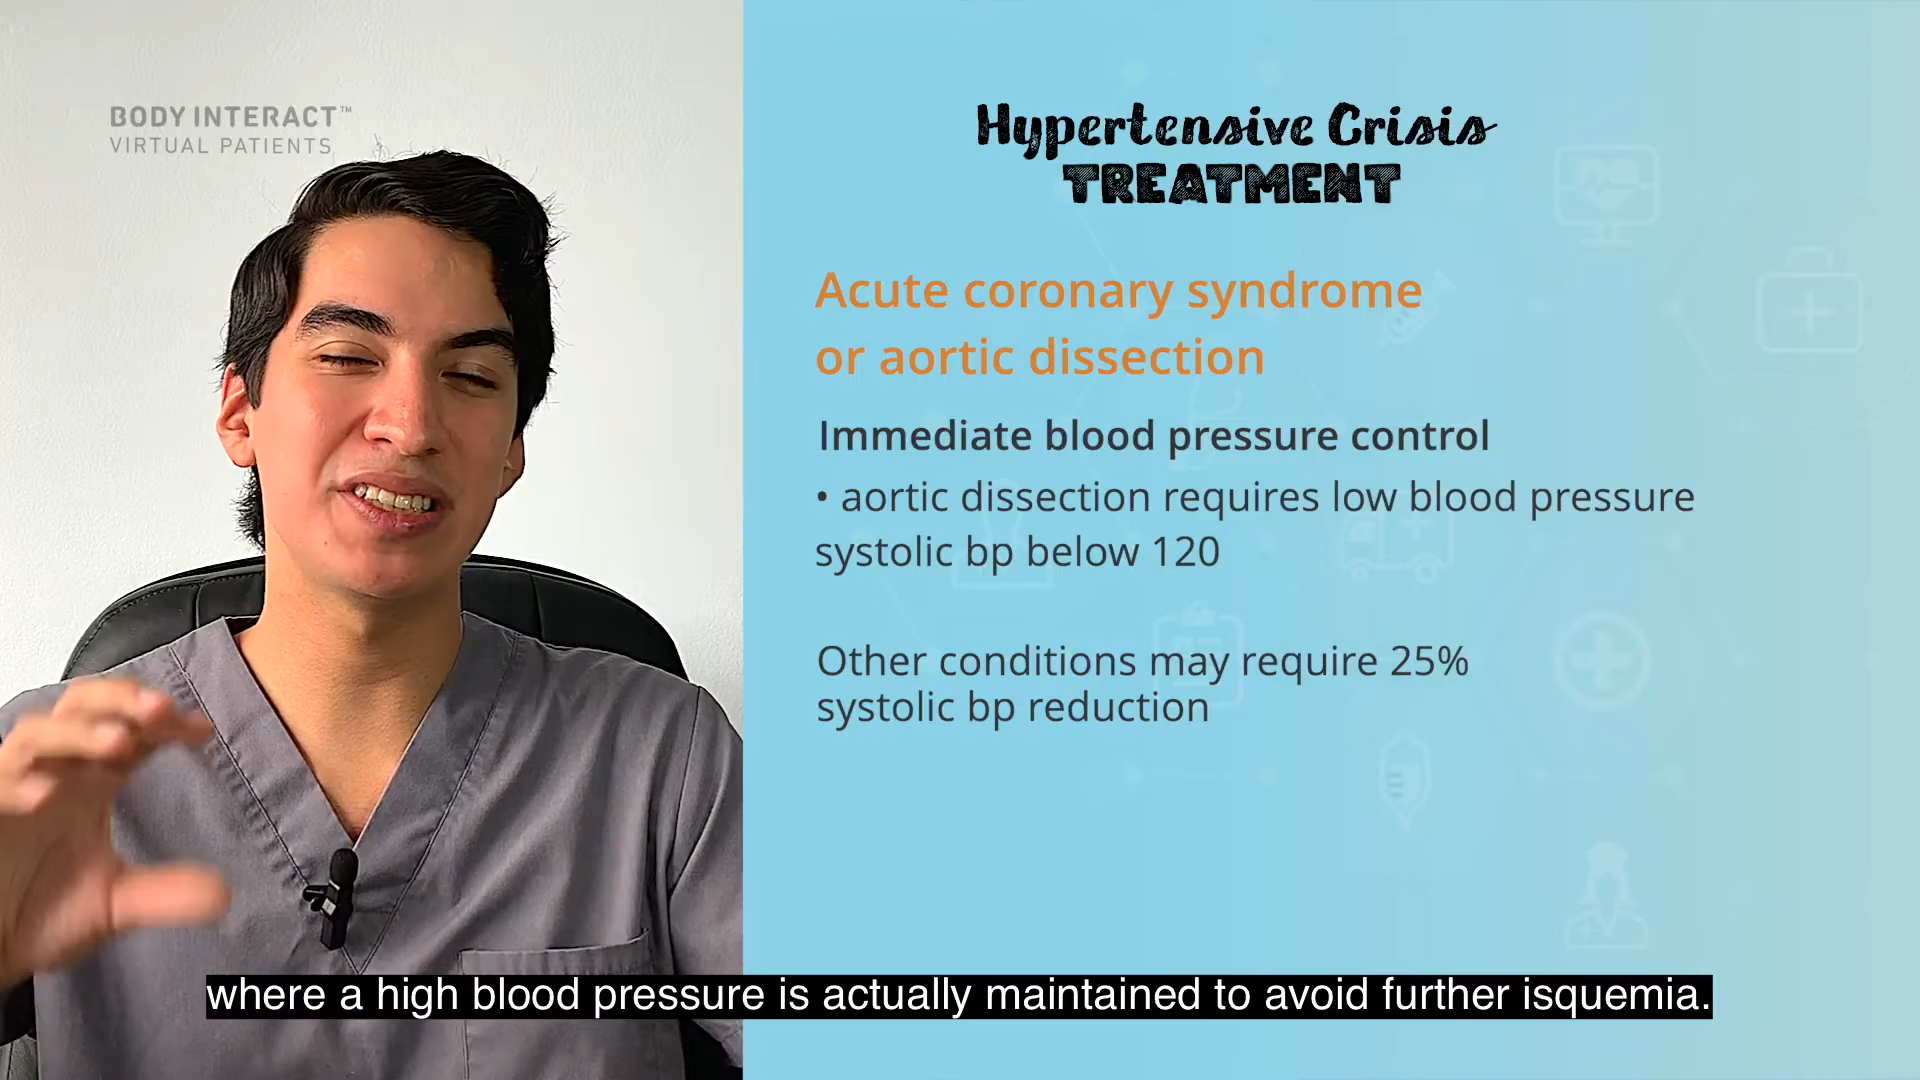 BODY INTERACT™
VIRTUAL PATIENTS
Hypertensive Crisis
TREATMENT
Acute coronary syndrome
or aortic dissection
Immediate blood pressure control
• aortic dissection requires low blood pressure
systolic bp below 120
Other conditions may require 25%
systolic bp reduction
where a high blood pressure is actually maintained to avoid further isquemia.